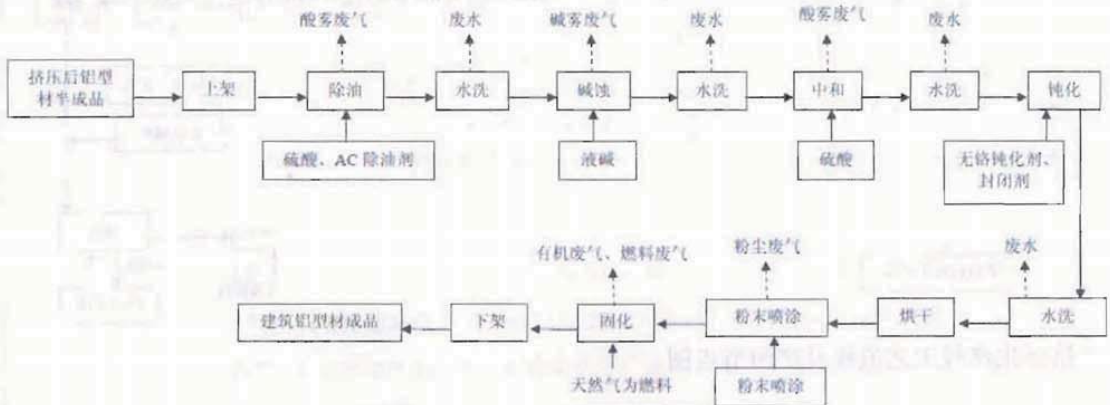 酸雾废气
废水
碱雾废气
废水
酸雾废气
废水
挤压后铝型
材半成品
上架
除油
水洗
碱蚀
水洗
中和
水洗
钝化
硫酸、AC 除油剂
液碱
硫酸
无铬钝化剂、
封闭剂
有机废气、燃料废气
粉尘废气
废水
建筑铝型材成品
下架
固化
粉末喷涂
烘干
水洗
天然气为燃料
粉末喷涂